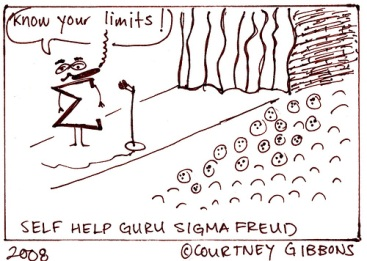 Know your limits!
SELF HELP GURU SIGMA FREUD
2008 ©COURTNEY GIBBONS